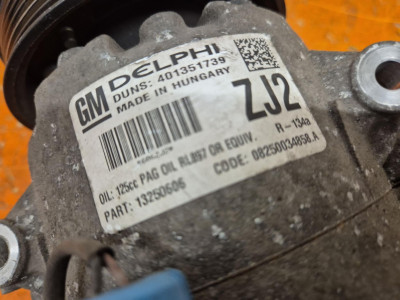 GM DELPHI
DUNS: 401351739
MADE IN HUNGARY
ZJ2
R-134a
OIL: 125cc PAG OIL RL897 OR EQUIV.
PART: 13250606 CODE: 08250034858.A